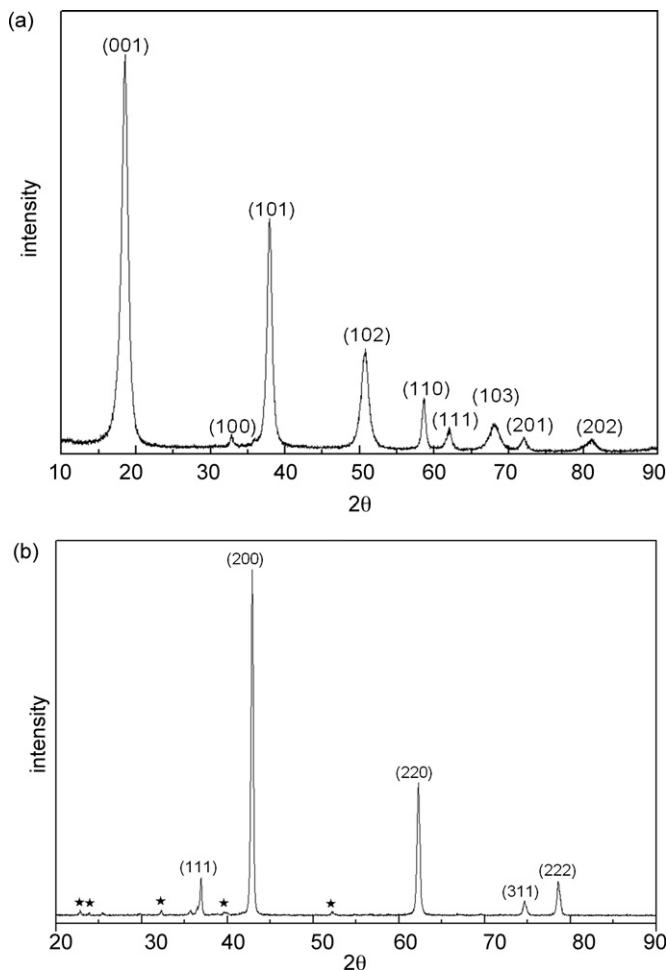 (a)
(001)
(101)
(102)
(110)
(103)
(100)
(111)
(201)
(202)
intensity
10 20 30 40 50 60 70 80 90
2θ
(b)
(200)
(220)
(111)
(311)
(222)
★ ★ ★ ★ ★
intensity
20 30 40 50 60 70 80 90
2θ